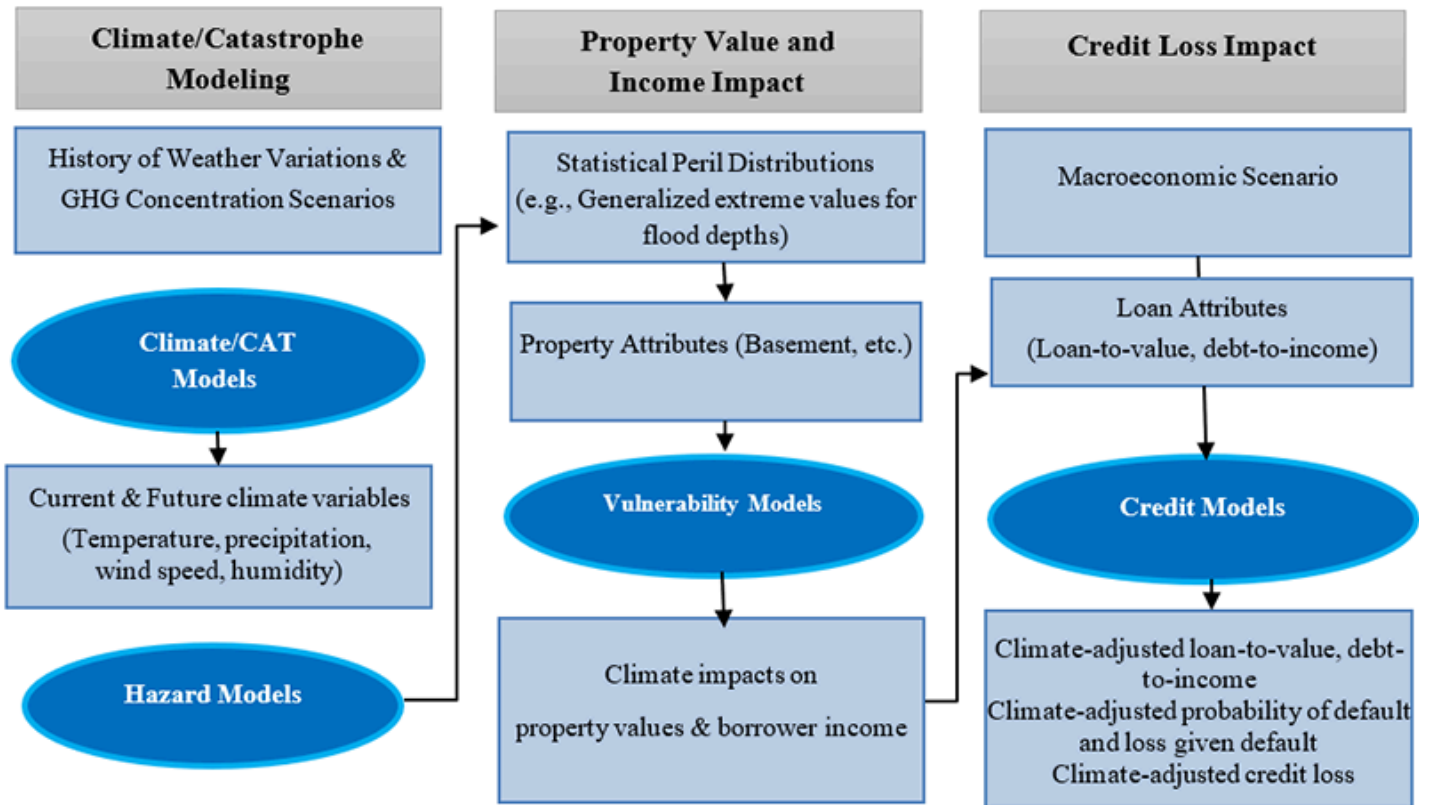 Climate/Catastrophe
Modeling
History of Weather Variations &
GHG Concentration Scenarios
Climate/CAT
Models
Current & Future climate variables
(Temperature, precipitation,
wind speed, humidity)
Hazard Models
Property Value and
Income Impact
Statistical Peril Distributions
(e.g., Generalized extreme values for
flood depths)
Property Attributes (Basement, etc.)
Vulnerability Models
Climate impacts on
property values & borrower income
Credit Loss Impact
Macroeconomic Scenario
Loan Attributes
(Loan-to-value, debt-to-income)
Credit Models
Climate-adjusted loan-to-value, debt-
to-income
Climate-adjusted probability of default
and loss given default
Climate-adjusted credit loss